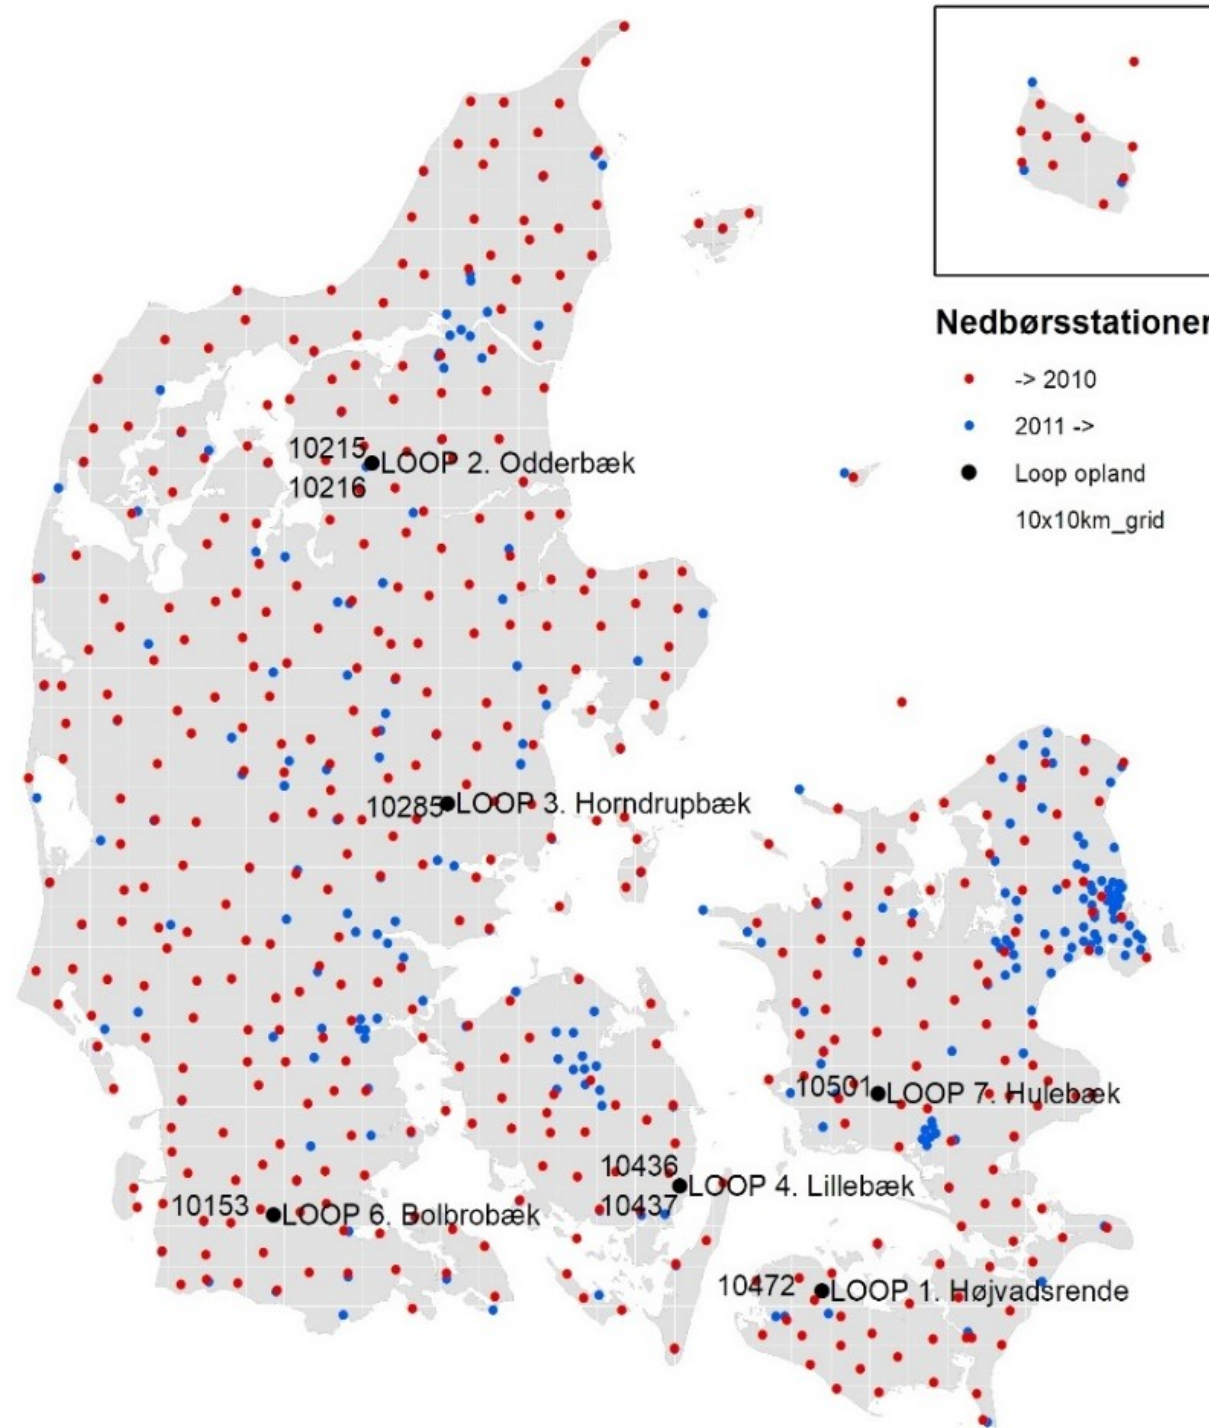 Nedbørsstationer
-> 2010
2011 ->
Loop opland
10x10km_grid
10215
LOOP 2. Odderbæk
10216
10285
LOOP 3. Horndrupbæk
10501
LOOP 7. Hulebæk
10436
LOOP 4. Lillebæk
10437
10153
LOOP 6. Bolbrobæk
10472
LOOP 1. Højvadsrende